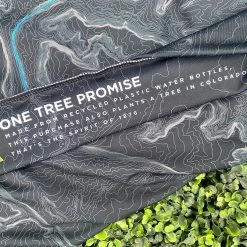 ONE TREE PROMISE
MADE FROM RECYCLED PLASTIC WATER BOTTLES,
THIS PURCHASE ALSO PLANTS A TREE IN COLORADO.
THAT'S THE SPIRIT OF 1876.